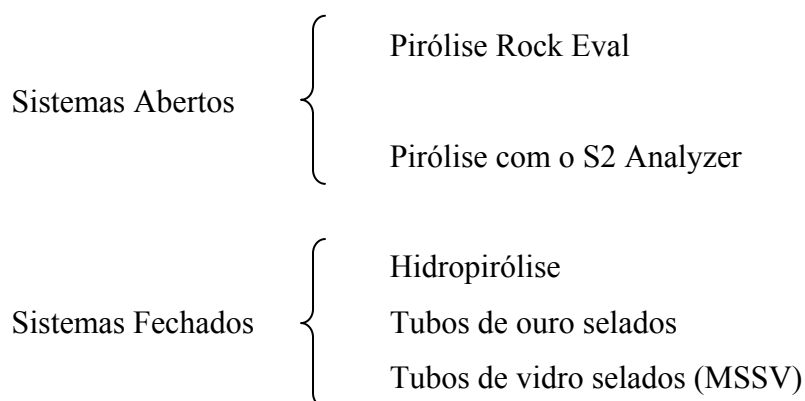 Pirólise Rock Eval
Sistemas Abertos
Pirólise com o S2 Analyzer
Hidropirólise
Sistemas Fechados
Tubos de ouro selados
Tubos de vidro selados (MSSV)